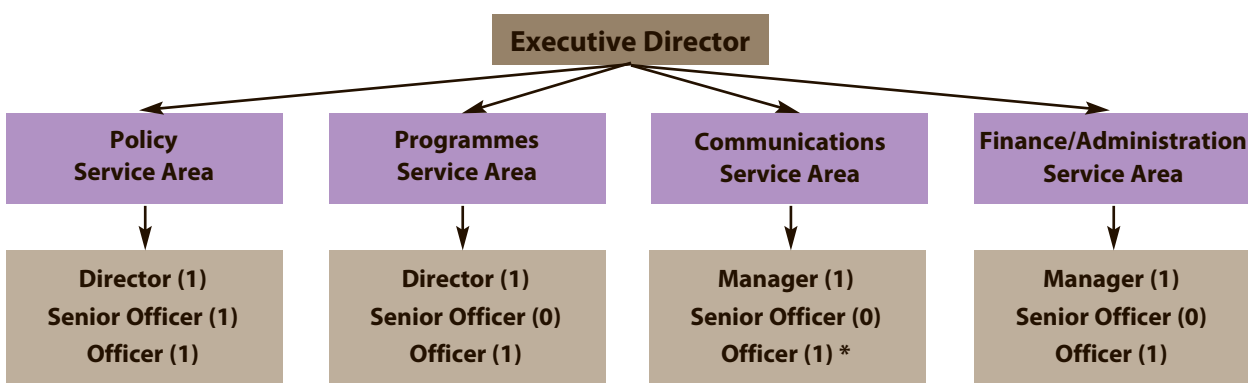 Executive Director
Policy
Service Area
Programmes
Service Area
Communications
Service Area
Finance/Administration
Service Area
Director (1)
Senior Officer (1)
Officer (1)
Director (1)
Senior Officer (0)
Officer (1)
Manager (1)
Senior Officer (0)
Officer (1) *
Manager (1)
Senior Officer (0)
Officer (1)